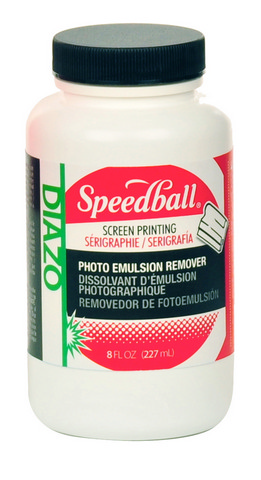 DIAZO
Speedball®
SCREEN PRINTING
SÉRIGRAPHIE / SERIGRAFÍA
PHOTO EMULSION REMOVER
DISSOLVANT D'ÉMULSION
PHOTOGRAPHIQUE
REMOVEDOR DE FOTOEMULSIÓN
8 FL OZ (227 mL)